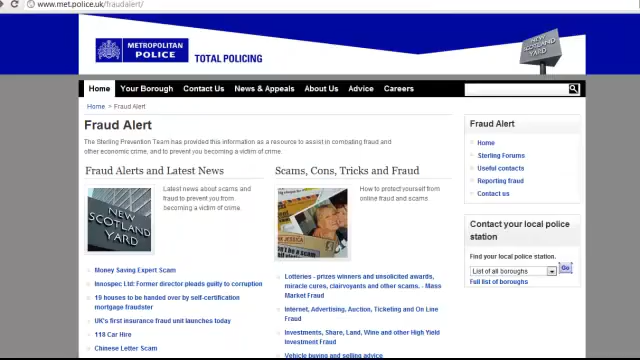 www.met.police.uk/fraudalert/
METROPOLITAN
POLICE
TOTAL POLICING
NEW
SCOTLAND
YARD
Home
Your Borough
Contact Us
News & Appeals
About Us
Advice
Careers
Home > Fraud Alert
Fraud Alert
The Sterling Prevention Team has provided this information as a resource to assist in combating fraud and
other economic crime, and to prevent you becoming a victim of crime.
Fraud Alerts and Latest News
NEW
SCOTLAND
YARD
Latest news about scams and
fraud to prevent you from
becoming a victim of crime.
Money Saving Expert Scam
Innospec Ltd: Former director pleads guilty to corruption
19 houses to be handed over by self-certification
mortgage fraudster
UK's first insurance fraud unit launches today
118 Car Hire
Chinese Letter Scam
Scams, Cons, Tricks and Fraud
JESSICA
be a scam
How to protect yourself from
online fraud and scams
Lotteries - prizes winners and unsolicited awards,
miracle cures, clairvoyants and other scams. -
Mass
Market Fraud
Internet, Advertising, Auction, Ticketing and On Line
Fraud
Investments, Share, Land, Wine and other High Yield
Investment Fraud
Vehicle buying and selling advice
Fraud Alert
Home
Sterling Forums
Useful contacts
Reporting fraud
Contact us
Contact your local police
station
Find your local police station.
List of all boroughs
Go
Full list of boroughs